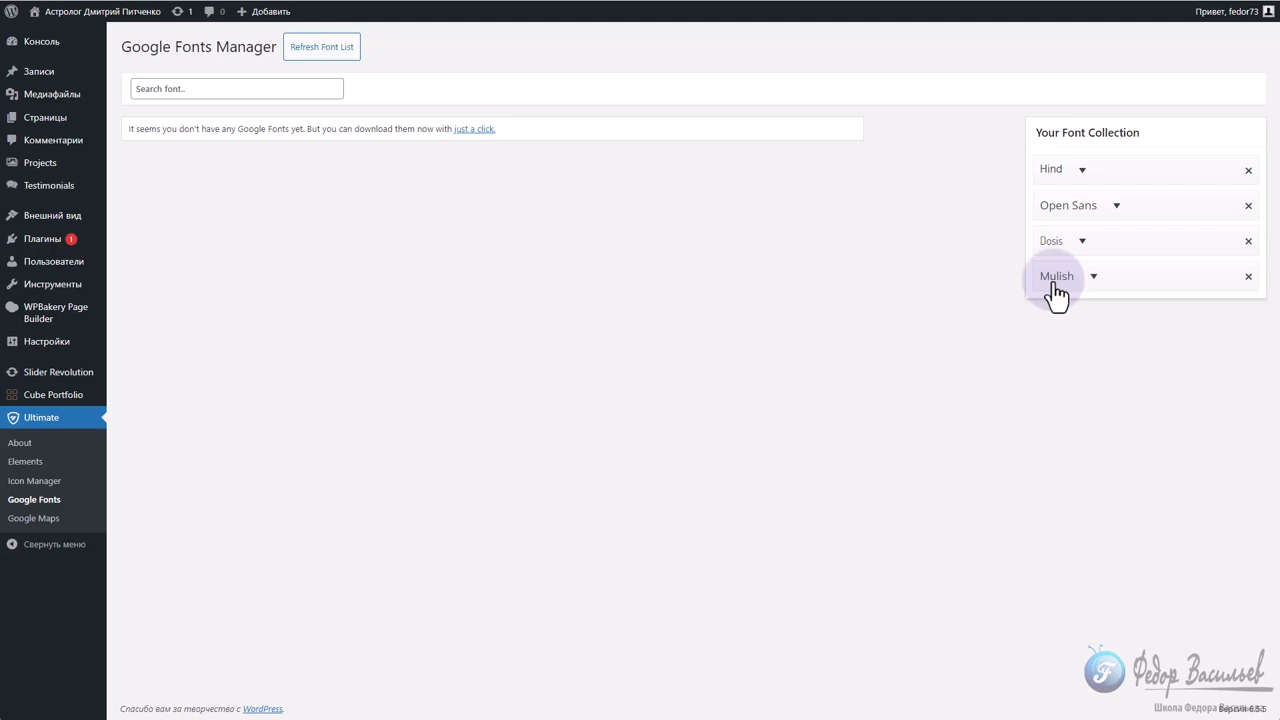 Астролог Дмитрий Питченко
1
0
Добавить
Привет, fedor73
Консоль
Записи
Медиафайлы
Страницы
Комментарии
Projects
Testimonials
Внешний вид
Плагины 1
Пользователи
Инструменты
WPBakery Page
Builder
Настройки
Slider Revolution
Cube Portfolio
Ultimate
About
Elements
Icon Manager
Google Fonts
Google Maps
Свернуть меню
Google Fonts Manager
Refresh Font List
Search font..
It seems you don't have any Google Fonts yet. But you can download them now with just a click.
Your Font Collection
Hind
Open Sans
Dosis
Mulish
Федор Васильев
Школа Федора Васильева
Спасибо вам за творчество с WordPress.
Версия 6.5.5